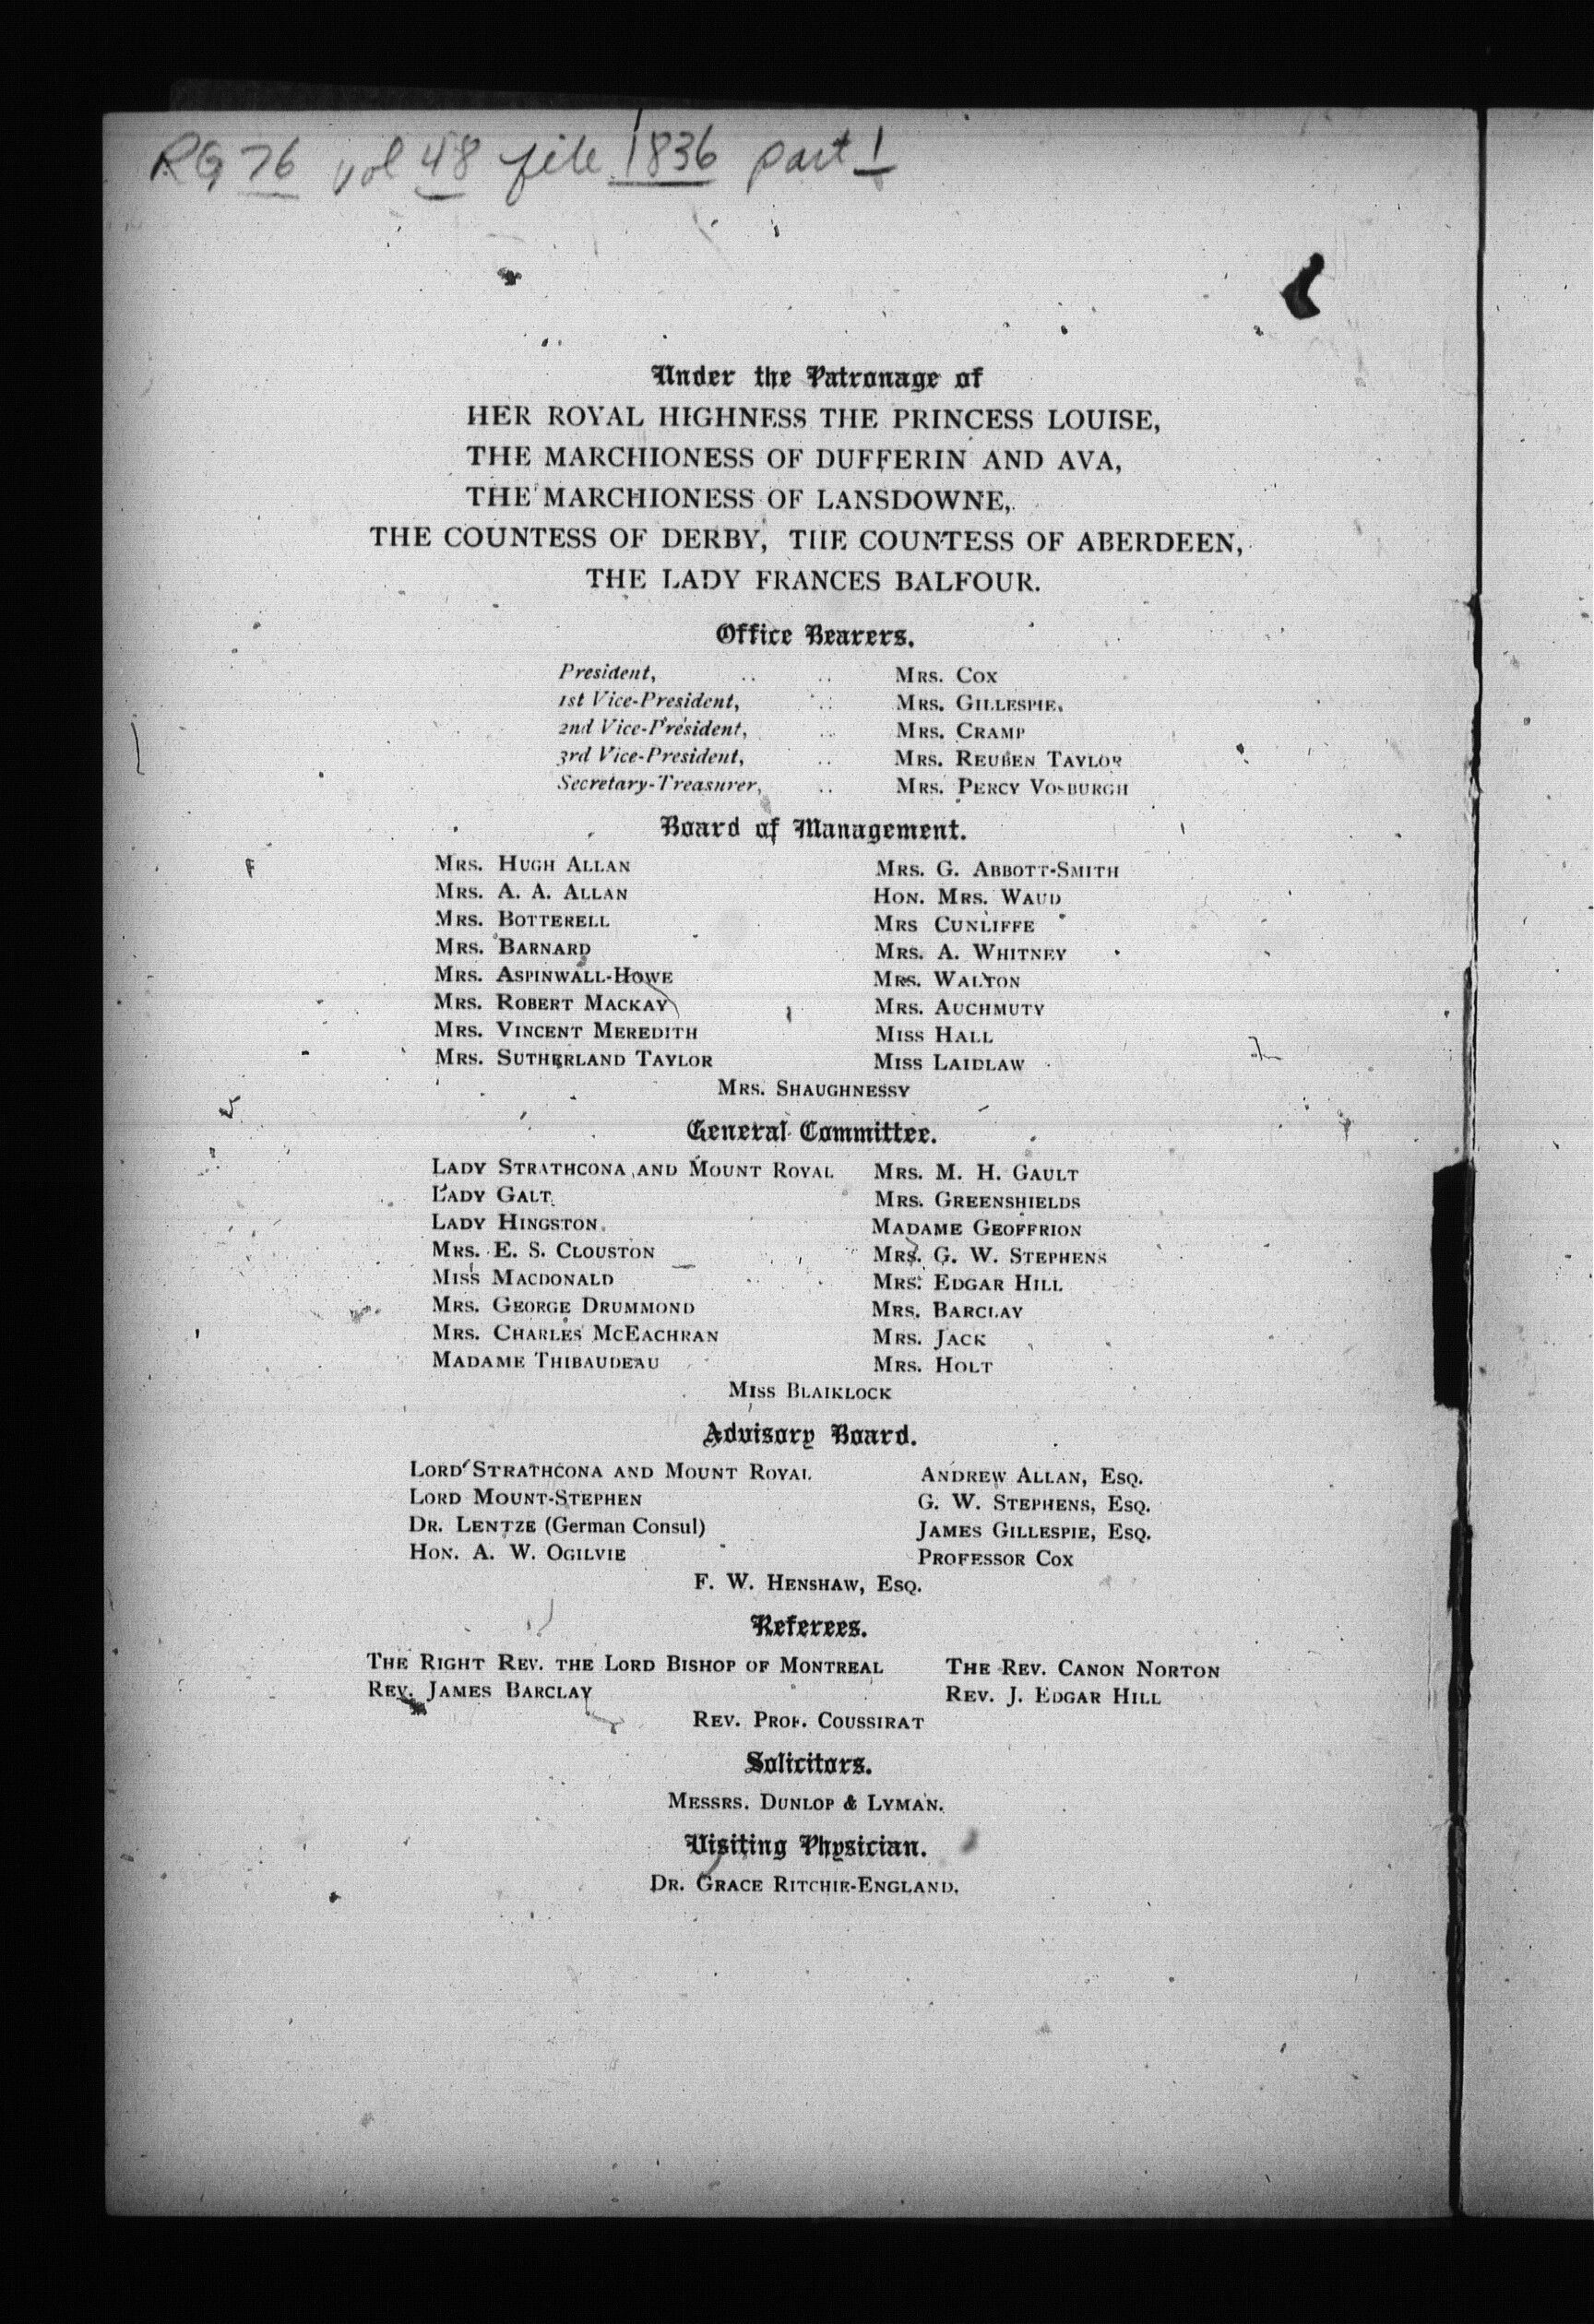 RG 76 vol 48 file 1836 part 1
Under the Patronage of
HER ROYAL HIGHNESS THE PRINCESS LOUISE,
THE MARCHIONESS OF DUFFERIN AND AVA,
THE MARCHIONESS OF LANSDOWNE,
THE COUNTESS OF DERBY, THE COUNTESS OF ABERDEEN,
THE LADY FRANCES BALFOUR.
Office Bearers.
President, .. .. MRS. COX
1st Vice-President, .. MRS. GILLESPIE.
2nd Vice-President, .. MRS. CRAMP
3rd Vice-President, .. MRS. REUBEN TAYLOR
Secretary-Treasurer, .. MRS. PERCY VOSBURGH
Board of Management.
MRS. HUGH ALLAN MRS. G. ABBOTT-SMITH
MRS. A. A. ALLAN HON. MRS. WAUD
MRS. BOTTERELL MRS CUNLIFFE
MRS. BARNARD MRS. A. WHITNEY
MRS. ASPINWALL-HOWE MRS. WALTON
MRS. ROBERT MACKAY MRS. AUCHMUTY
MRS. VINCENT MEREDITH MISS HALL
MRS. SUTHERLAND TAYLOR MISS LAIDLAW
MRS. SHAUGHNESSY
General Committee.
LADY STRATHCONA AND MOUNT ROYAL MRS. M. H. GAULT
LADY GALT MRS. GREENSHIELDS
LADY HINGSTON MADAME GEOFFRION
MRS. E. S. CLOUSTON MRS. G. W. STEPHENS
MISS MACDONALD MRS. EDGAR HILL
MRS. GEORGE DRUMMOND MRS. BARCLAY
MRS. CHARLES MCEACHRAN MRS. JACK
MADAME THIBAUDEAU MRS. HOLT
MISS BLAIKLOCK
Advisory Board.
LORD STRATHCONA AND MOUNT ROYAL ANDREW ALLAN, ESQ.
LORD MOUNT-STEPHEN G. W. STEPHENS, ESQ.
DR. LENTZE (German Consul) JAMES GILLESPIE, ESQ.
HON. A. W. OGILVIE PROFESSOR COX
F. W. HENSHAW, ESQ.
Referees.
THE RIGHT REV. THE LORD BISHOP OF MONTREAL THE REV. CANON NORTON
REV. JAMES BARCLAY REV. J. EDGAR HILL
REV. PROF. COUSSIRAT
Solicitors.
MESSRS. DUNLOP & LYMAN.
Visiting Physician.
DR. GRACE RITCHIE-ENGLAND.